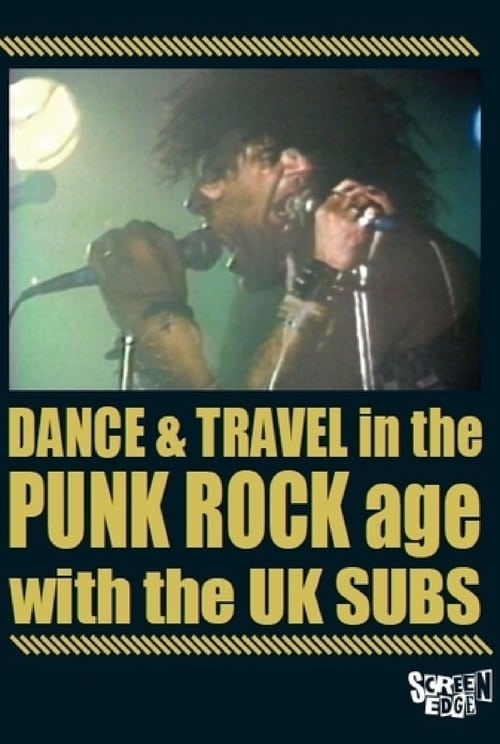 DANCE & TRAVEL in the
PUNK ROCK age
with the UK SUBS
SCREEN
EDGE